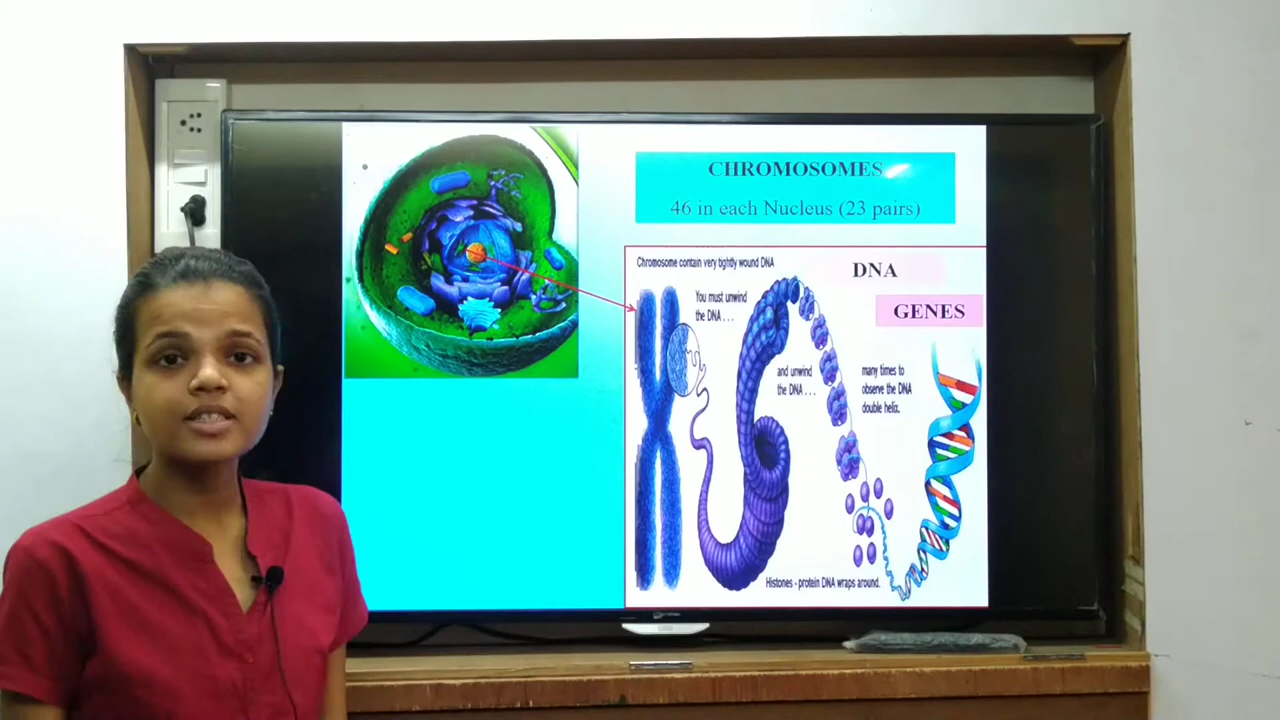 CHROMOSOMES
46 in each Nucleus (23 pairs)
Chromosome contain very tightly wound DNA
DNA
GENES
You must unwind
the DNA . . .
and unwind
the DNA . . .
many times to
observe the DNA
double helix.
Histones - protein DNA wraps around.